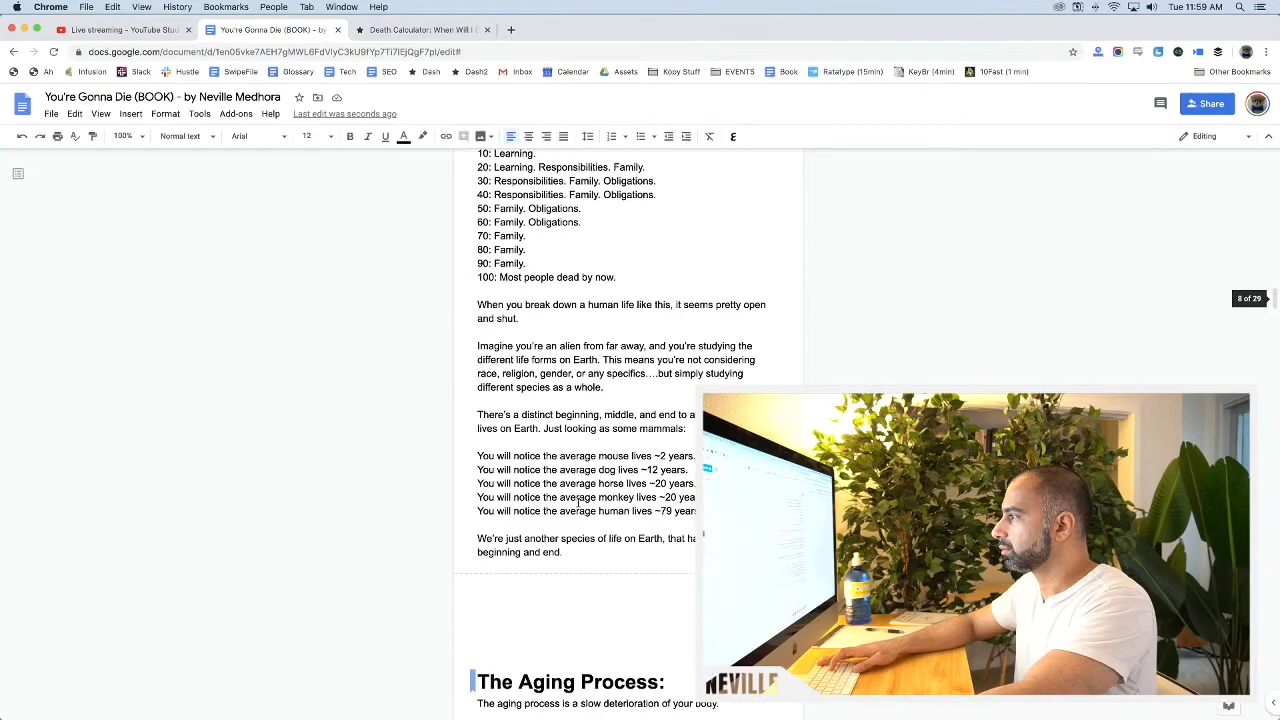 Chrome File Edit View History Bookmarks People Tab Window Help
Tue 11:59 AM
Live streaming - YouTube Stud
You're Gonna Die (BOOK) - by
Death Calculator: When Will I
docs.google.com/document/d/1en05vke7AEH7gMWL6FdVlyC3kU9fYp7Ti7lEjQgF7pI/edit#
Ah Infusion Slack Hustle SwipeFile Glossary Tech SEO Dash Dash2 Inbox Calendar Assets Kopy Stuff EVENTS Book Ratatype (15min) KeyBr (4min) 10Fast (1 min) Other Bookmarks
You're Gonna Die (BOOK) - by Neville Medhora
File Edit View Insert Format Tools Add-ons Help Last edit was seconds ago
Share
100% Normal text Arial 12 Editing
10: Learning.
20: Learning. Responsibilities. Family.
30: Responsibilities. Family. Obligations.
40: Responsibilities. Family. Obligations.
50: Family. Obligations.
60: Family. Obligations.
70: Family.
80: Family.
90: Family.
100: Most people dead by now.
8 of 29
When you break down a human life like this, it seems pretty open
and shut.
Imagine you're an alien from far away, and you're studying the
different life forms on Earth. This means you're not considering
race, religion, gender, or any specifics....but simply studying
different species as a whole.
There's a distinct beginning, middle, and end to a
lives on Earth. Just looking as some mammals:
You will notice the average mouse lives ~2 years.
You will notice the average dog lives ~12 years.
You will notice the average horse lives ~20 years.
You will notice the average monkey lives ~20 yea
You will notice the average human lives ~79 years
We're just another species of life on Earth, that ha
beginning and end.
The Aging Process:
The aging process is a slow deterioration of your body.
NEVILLE